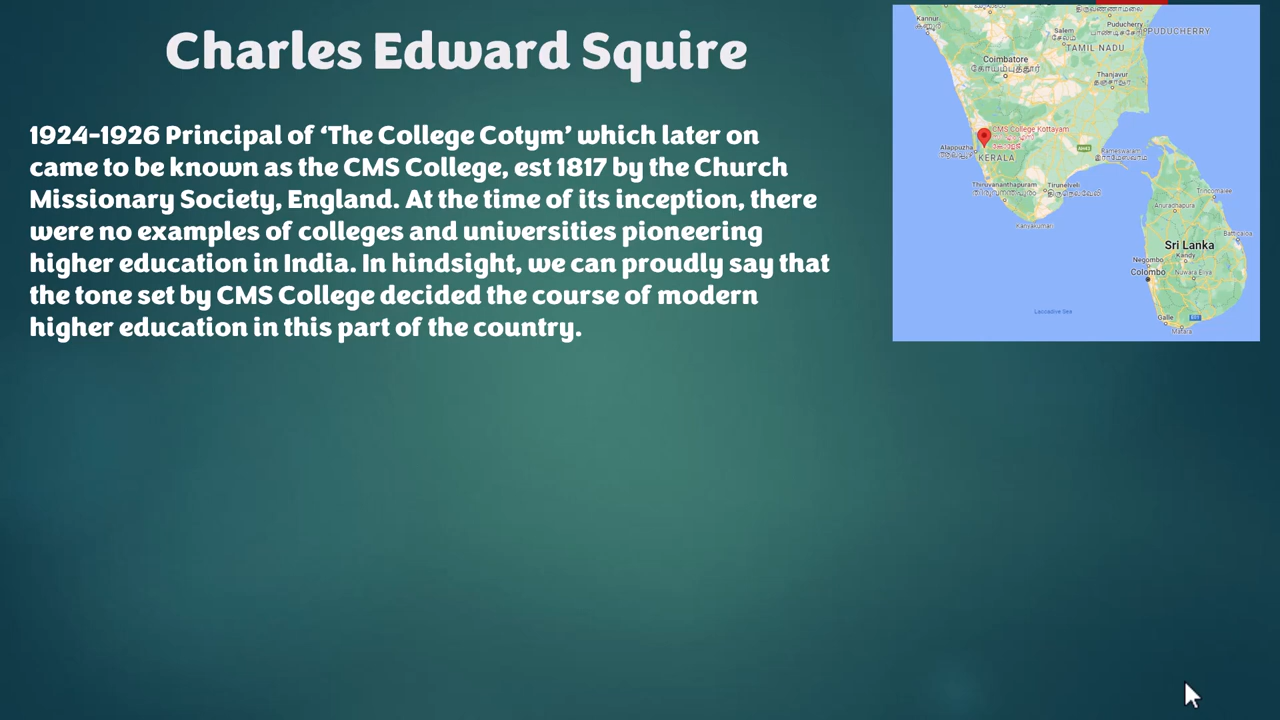 Charles Edward Squire
1924-1926 Principal of ‘The College Cotym’ which later on
came to be known as the CMS College, est 1817 by the Church
Missionary Society, England. At the time of its inception, there
were no examples of colleges and universities pioneering
higher education in India. In hindsight, we can proudly say that
the tone set by CMS College decided the course of modern
higher education in this part of the country.
Kannur
Salem
சேலம்
Puducherry
PUDUCHERRY
TAMIL NADU
Coimbatore
கோயம்புத்தூர்
Thanjavur
CMS College Kottayam
Alappuzha
KERALA
Rameswaram
Thiruvananthapuram
Tirunelveli
Kanyakumari
Trincomalee
Anuradhapura
Batticaloa
Sri Lanka
Negombo
Kandy
Colombo
Nuwara Eliya
Laccadive Sea
Galle
Matara